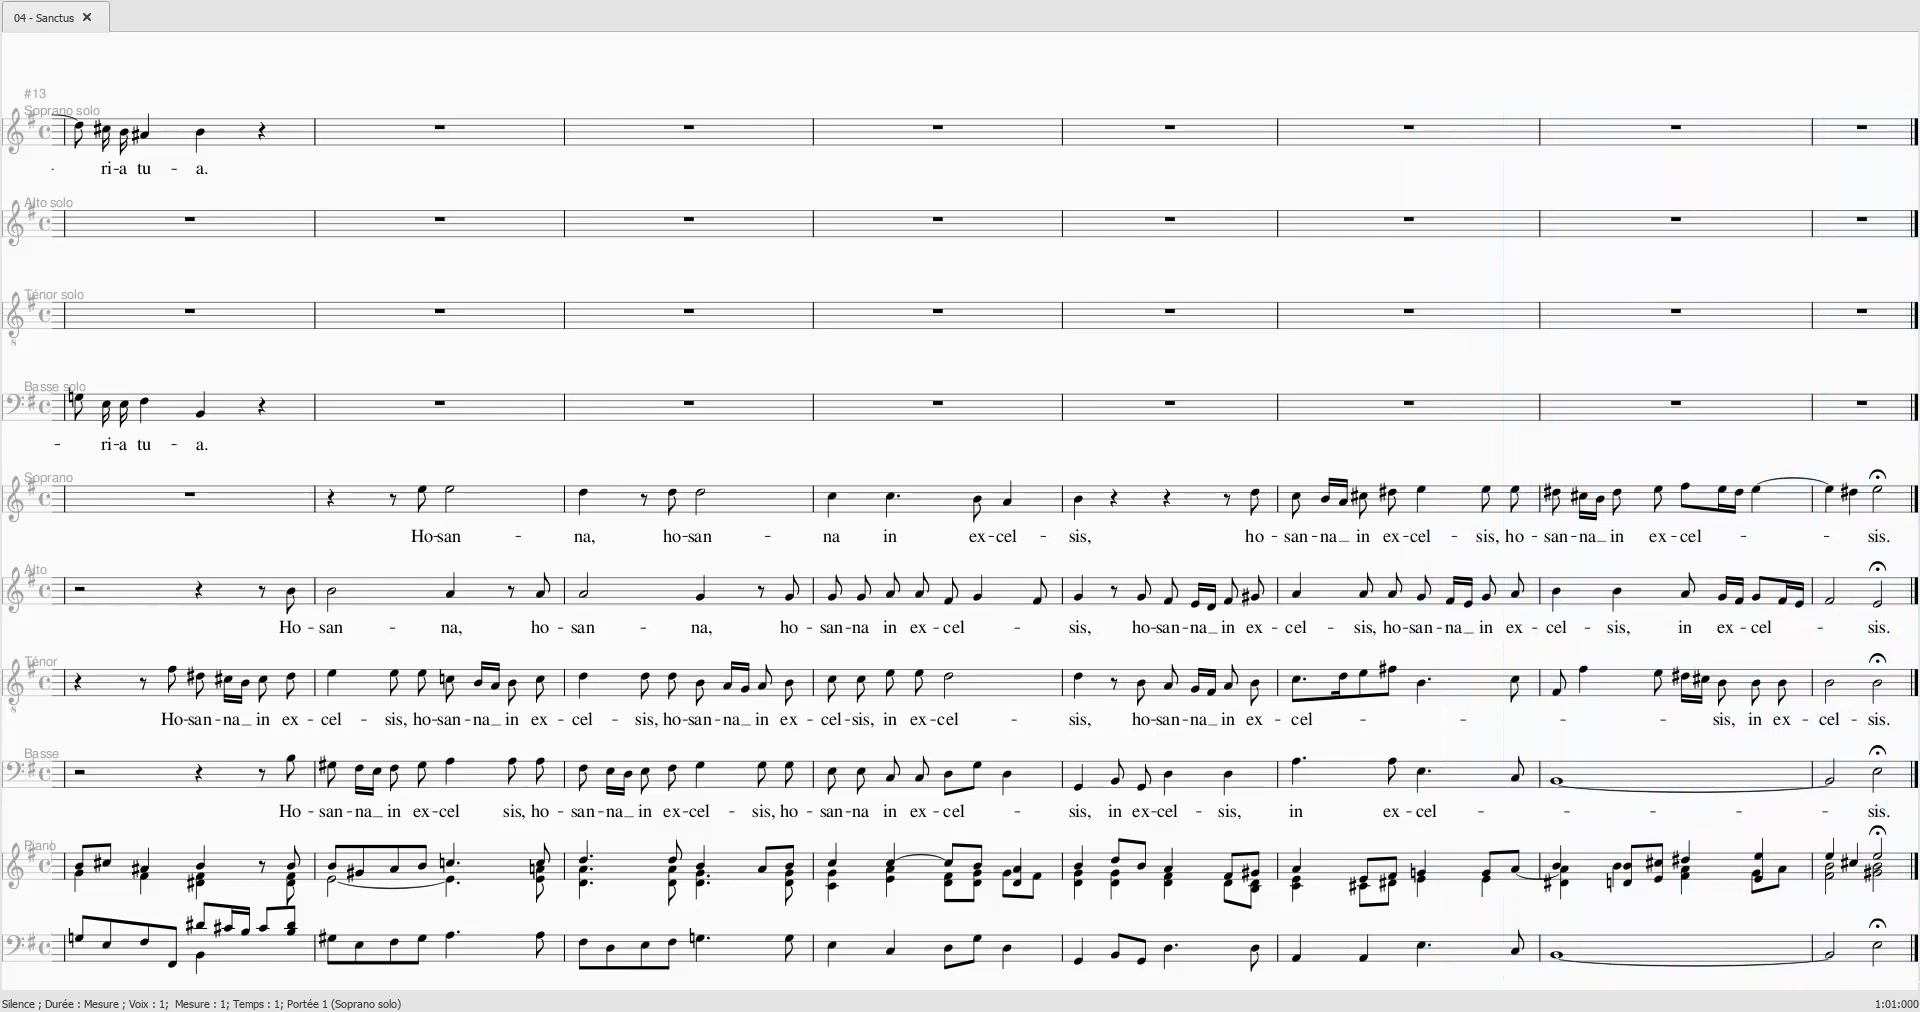 04 - Sanctus
#13
Soprano solo
- ri-a tu - a.
Alto solo
Ténor solo
8
Basse solo
- ri-a tu - a.
Soprano
Ho-san - na, ho-san - na in ex-cel - sis, ho - san-na_ in ex-cel - sis, ho - san-na_ in ex-cel - - - sis.
Alto
Ho - san - na, ho - san - na, ho - san-na in ex-cel - sis, ho-san-na_ in ex - cel - sis, ho-san-na_ in ex - cel - sis, in ex-cel - - sis.
Ténor
8
Ho-san-na_ in ex - cel - sis, ho-san-na_ in ex - cel - sis, ho-san-na_ in ex - cel-sis, in ex-cel - sis, ho-san-na_ in ex - cel - - - - - sis, in ex - cel - sis.
Basse
Ho - san-na_ in ex-cel sis, ho - san-na_ in ex-cel - sis, ho - san-na in ex-cel - sis, in ex-cel - sis, in ex-cel - - - - - sis.
Piano
Silence ; Durée : Mesure ; Voix : 1; Mesure : 1; Temps : 1; Portée 1 (Soprano solo)
1:01:000